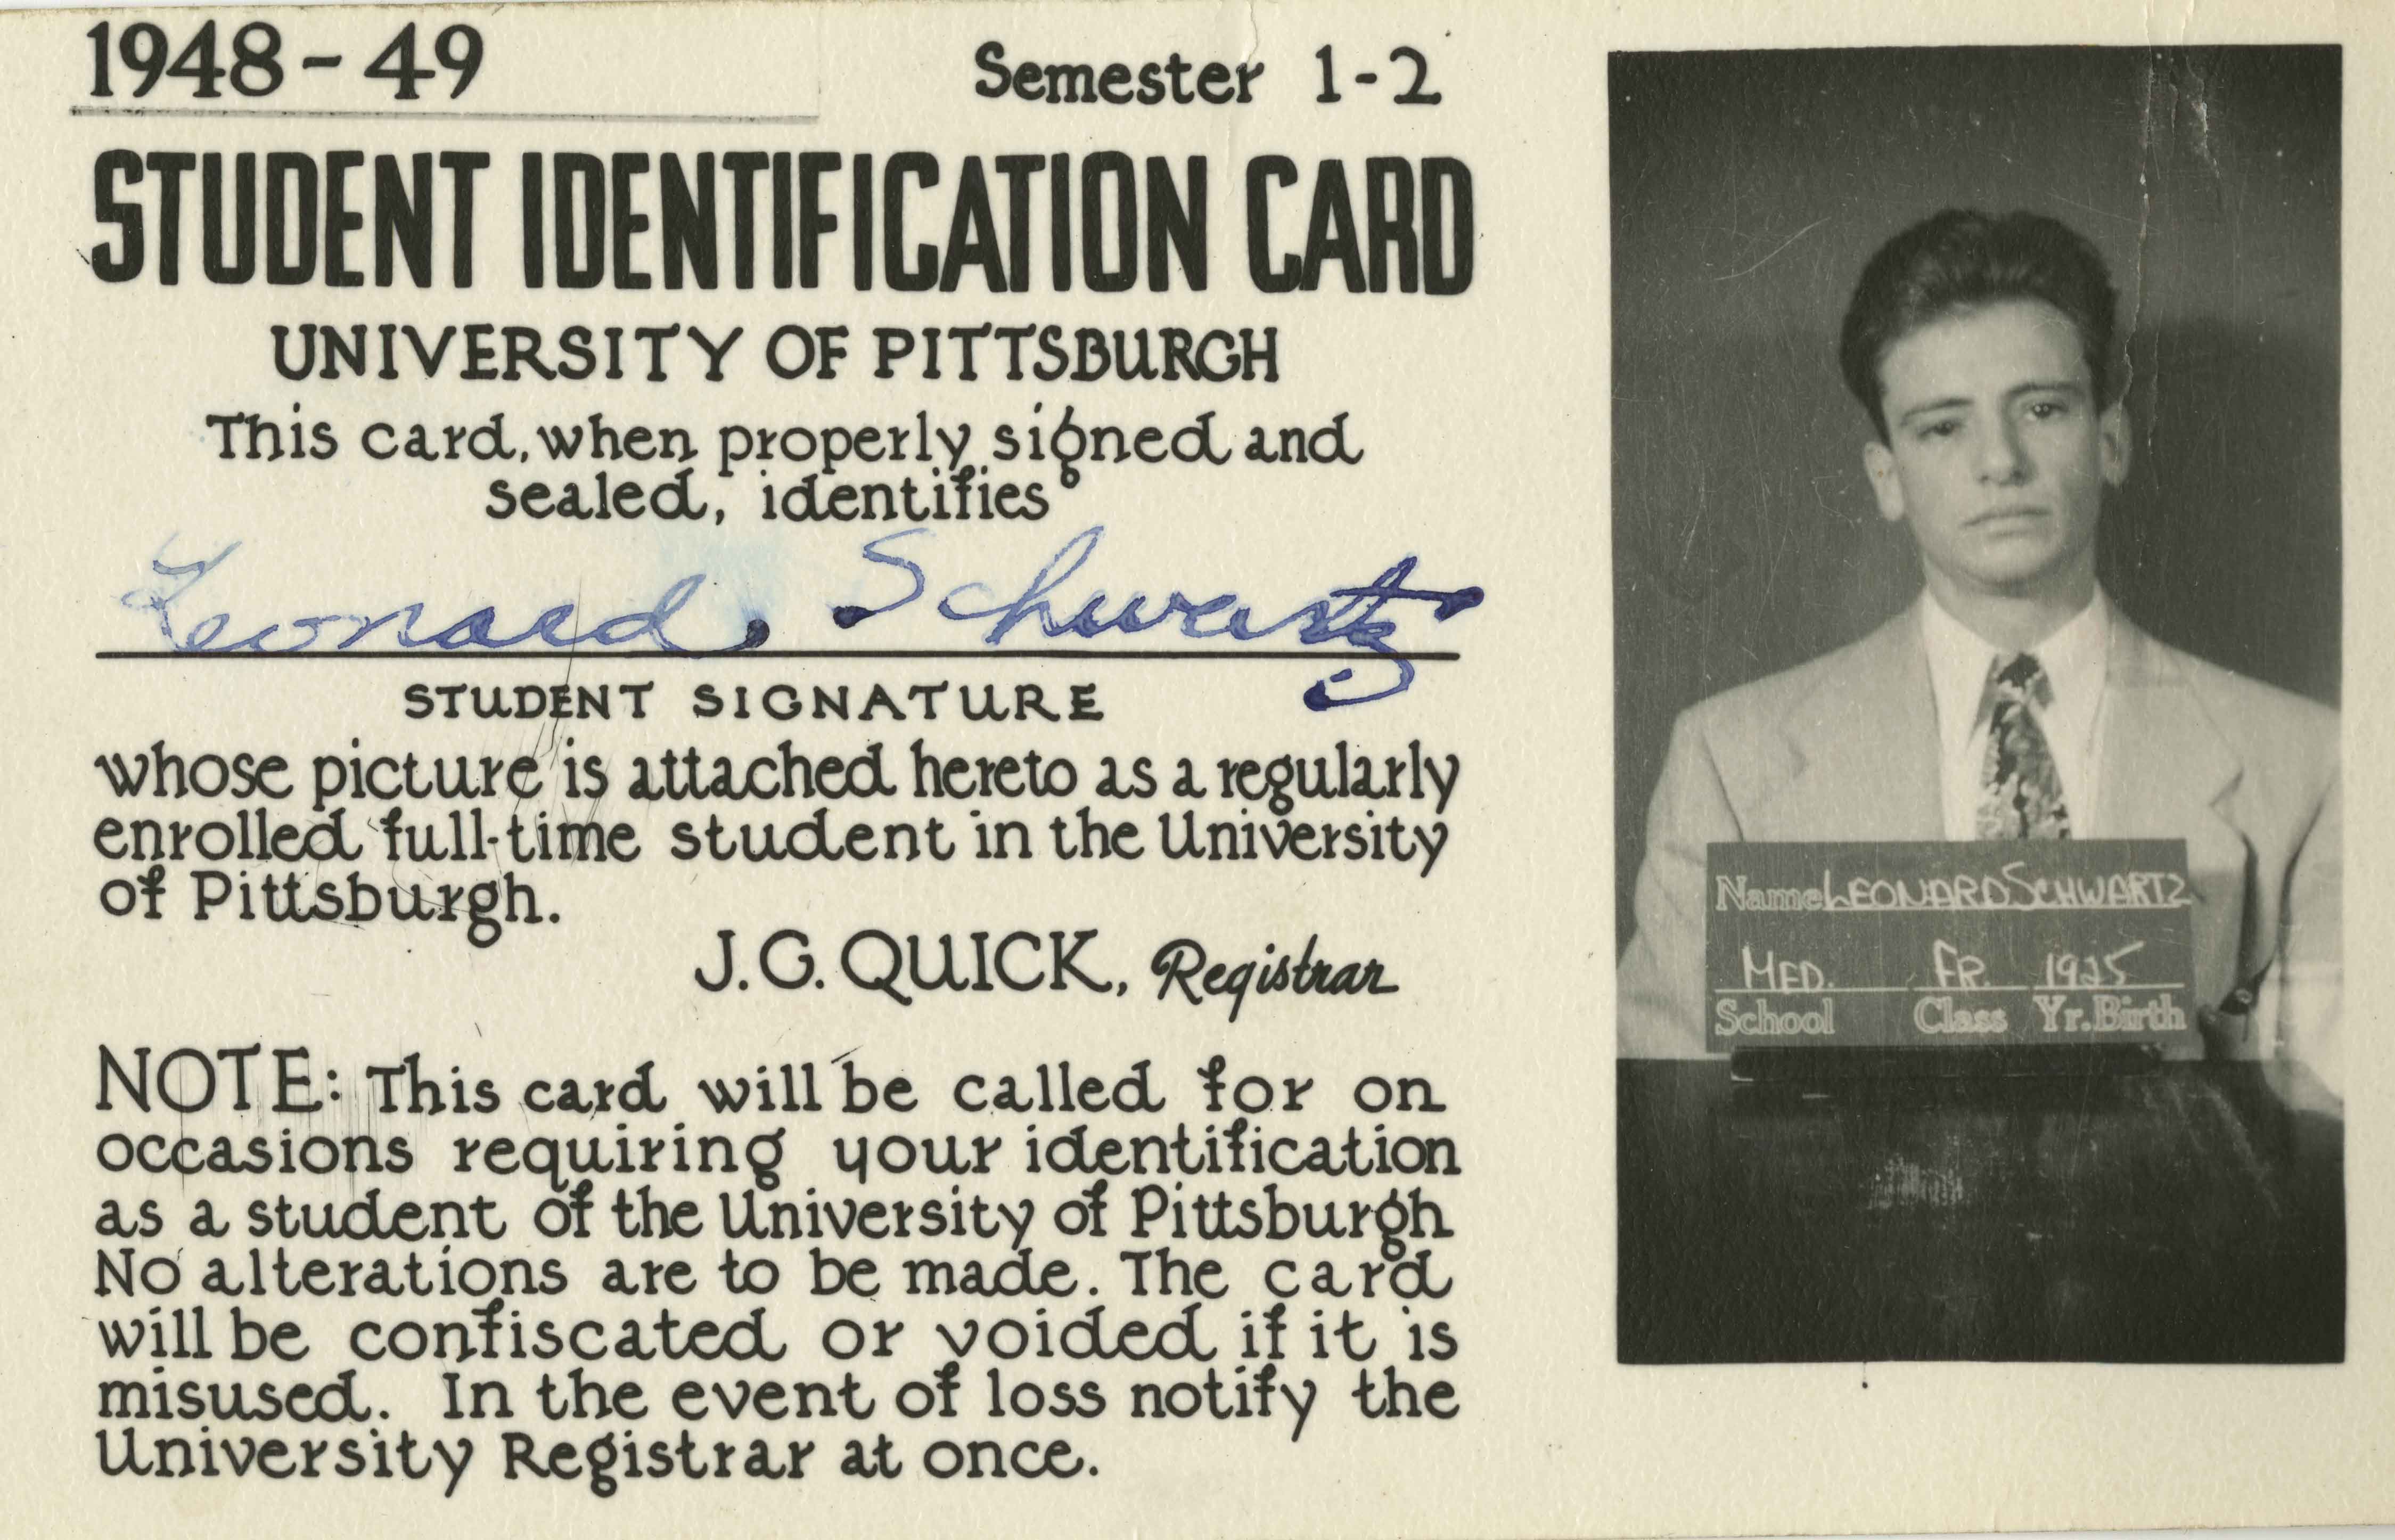 1948-49
Semester 1-2
STUDENT IDENTIFICATION CARD
UNIVERSITY OF PITTSBURGH
This card, when properly signed and
sealed, identifies
Leonard Schwartz
STUDENT SIGNATURE
whose picture is attached hereto as a regularly
enrolled full-time student in the University
of Pittsburgh.
J. G. QUICK, Registrar
NOTE: This card will be called for on
occasions requiring your identification
as a student of the University of Pittsburgh
No alterations are to be made. The card
will be confiscated or voided if it is
misused. In the event of loss notify the
University Registrar at once.
Name LEONARD SCHWARTZ
MED. FR. 1925
School Class Yr. Birth